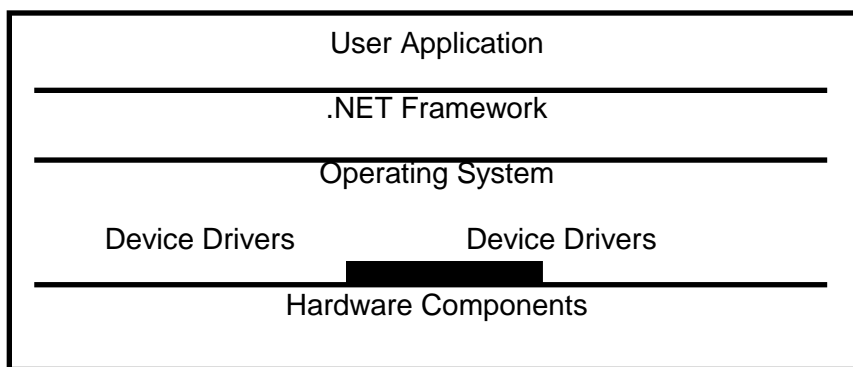 User Application
.NET Framework
Operating System
Device Drivers Device Drivers
Hardware Components